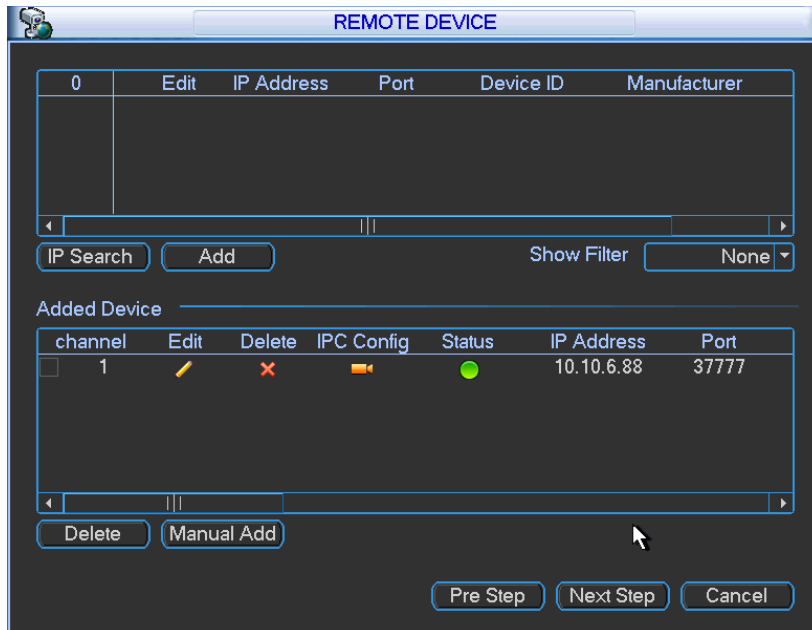 REMOTE DEVICE
0 Edit IP Address Port Device ID Manufacturer
IP Search Add Show Filter None
Added Device
channel Edit Delete IPC Config Status IP Address Port
1 10.10.6.88 37777
Delete Manual Add
Pre Step Next Step Cancel